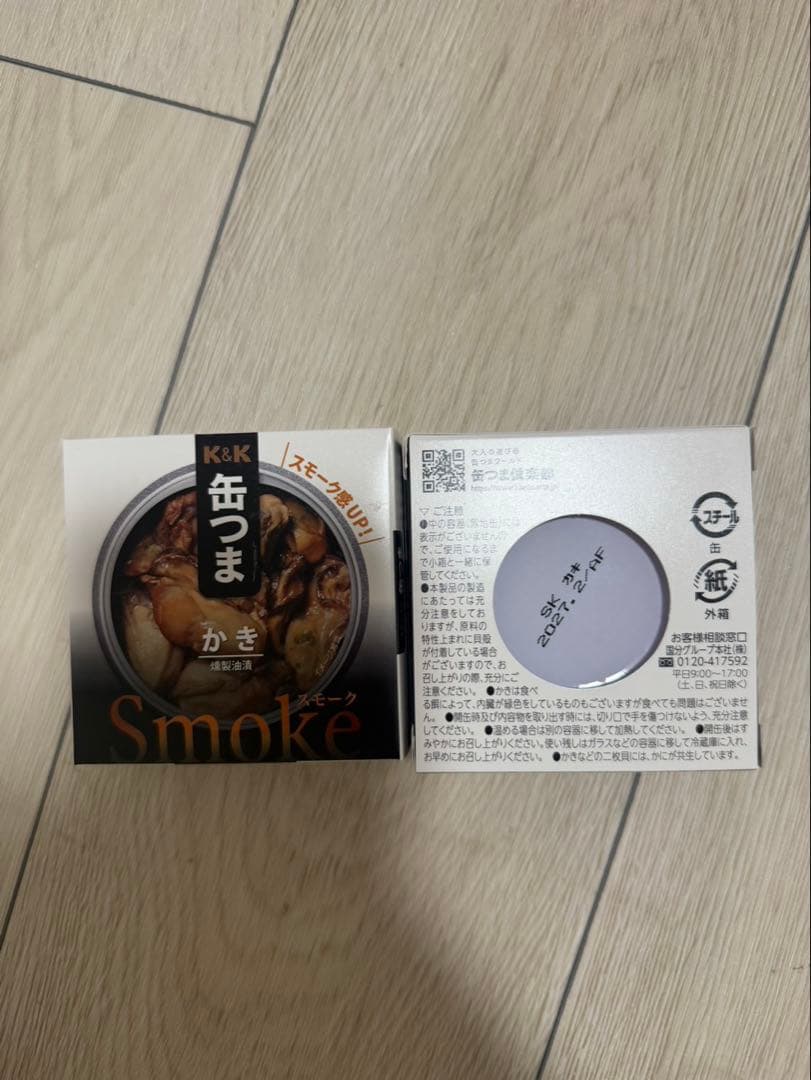 K&K
缶つま
スモーク感UP!
かき
燻製油漬
スモーク
Smoke
大人の遊び場
缶つまワールド
缶つま倶楽部
▽ ご注意
●中の容器(無地缶)には
表示がございませんの
で、ご使用になるま
で小箱と一緒に保
管してください。
●本製品の製造
にあたっては充
分注意をしてお
りますが、原料の
特性上まれに貝殻
が付着している場合
がございますので、お
召し上がりの際、充分にご
注意ください。 ●かきは食べ
る餌によって、内臓が緑色をしているものもございますが食べても問題はございませ
ん。 ●開缶時及び内容物を取り出す時には、切り口で手を傷つけないよう、充分注意
してください。 ●温める場合は別の容器に移して加熱してください。 ●開缶後はす
みやかにお召し上がりください。使い残しはガラスなどの容器に移して冷蔵庫に入れ、
お早めにお召し上がりください。 ●かきなどの二枚貝には、かにが共生しています。
SK カキ
2027. 2/AF
スチール
缶
紙
外箱
お客様相談窓口
国分グループ本社(株)
0120-417592
平日9:00~17:00
(土、日、祝日除く)